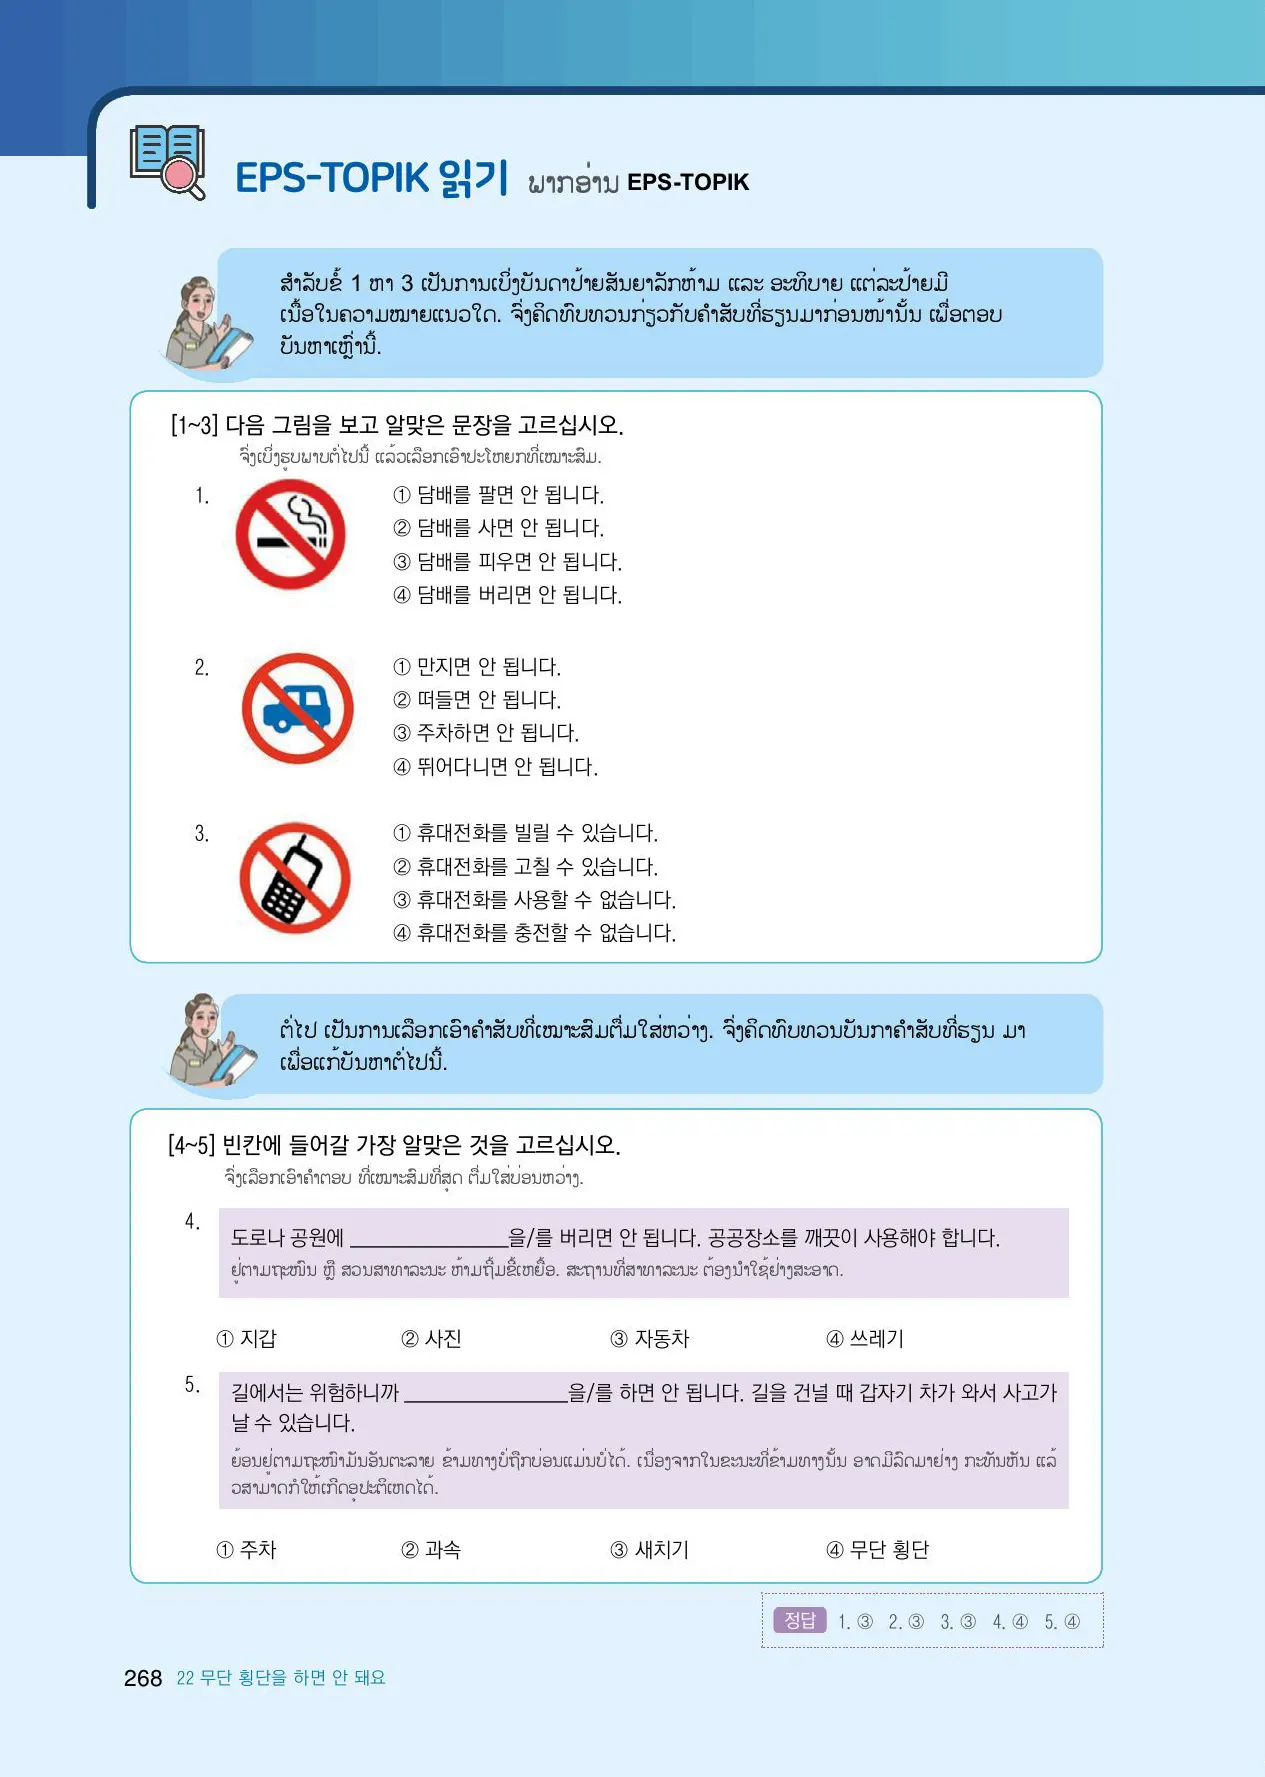 EPS-TOPIK 읽기 ພາກອ່ານ EPS-TOPIK
ສຳລັບຂໍ້ 1 ຫາ 3 ເປັນການເບິ່ງບັນດາປ້າຍສັນຍາລັກຫ້າມ ແລະ ອະທິບາຍ ແຕ່ລະປ້າຍມີ
ເນື້ອໃນຄວາມໝາຍແນວໃດ. ຈົ່ງຄິດທົບທວນກ່ຽວກັບຄຳສັບທີ່ຮຽນມາກ່ອນໜ້ານັ້ນ ເພື່ອຕອບ
ບັນຫາເຫຼົ່ານີ້.
[1~3] 다음 그림을 보고 알맞은 문장을 고르십시오.
ຈົ່ງເບິ່ງຮູບພາບຕໍ່ໄປນີ້ ແລ້ວເລືອກເອົາປະໂຫຍກທີ່ເໝາະສົມ.
1.
① 담배를 팔면 안 됩니다.
② 담배를 사면 안 됩니다.
③ 담배를 피우면 안 됩니다.
④ 담배를 버리면 안 됩니다.
2.
① 만지면 안 됩니다.
② 떠들면 안 됩니다.
③ 주차하면 안 됩니다.
④ 뛰어다니면 안 됩니다.
3.
① 휴대전화를 빌릴 수 있습니다.
② 휴대전화를 고칠 수 있습니다.
③ 휴대전화를 사용할 수 없습니다.
④ 휴대전화를 충전할 수 없습니다.
ຕໍ່ໄປ ເປັນການເລືອກເອົາຄຳສັບທີ່ເໝາະສົມຕື່ມໃສ່ຫວ່າງ. ຈົ່ງຄິດທົບທວນບັນກາຄຳສັບທີ່ຮຽນ ມາ
ເພື່ອແກ້ບັນຫາຕໍ່ໄປນີ້.
[4~5] 빈칸에 들어갈 가장 알맞은 것을 고르십시오.
ຈົ່ງເລືອກເອົາຄຳຕອບ ທີ່ເໝາະສົມທີ່ສຸດ ຕື່ມໃສ່ບ່ອນຫວ່າງ.
4.
도로나 공원에 _______________을/를 버리면 안 됩니다. 공공장소를 깨끗이 사용해야 합니다.
ຢູ່ຕາມຖະໜົນ ຫຼື ສວນສາທາລະນະ ຫ້າມຖິ້ມຂີ້ເຫຍື້ອ. ສະຖານທີ່ສາທາລະນະ ຕ້ອງນຳໃຊ້ຢ່າງສະອາດ.
① 지갑 ② 사진 ③ 자동차 ④ 쓰레기
5.
길에서는 위험하니까 _______________을/를 하면 안 됩니다. 길을 건널 때 갑자기 차가 와서 사고가
날 수 있습니다.
ຍ້ອນຢູ່ຕາມຖະໜົາມັນອັນຕະລາຍ ຂ້າມທາງບໍ່ຖືກບ່ອນແມ່ນບໍ່ໄດ້. ເນື່ອງຈາກໃນຂະນະທີ່ຂ້າມທາງນັ້ນ ອາດມີລົດມາຢ່າງ ກະທັນຫັນ ແລ້
ວສາມາດກໍໃຫ້ເກີດອຸປະຕິເຫດໄດ້.
① 주차 ② 과속 ③ 새치기 ④ 무단 횡단
정답 1. ③ 2. ③ 3. ③ 4. ④ 5. ④
268 22 무단 횡단을 하면 안 돼요